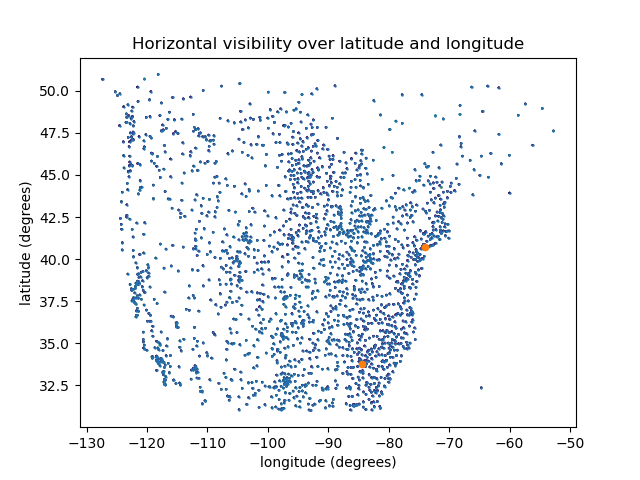 Horizontal visibility over latitude and longitude
latitude (degrees)
50.0
47.5
45.0
42.5
40.0
37.5
35.0
32.5
−130 −120 −110 −100 −90 −80 −70 −60 −50
longitude (degrees)